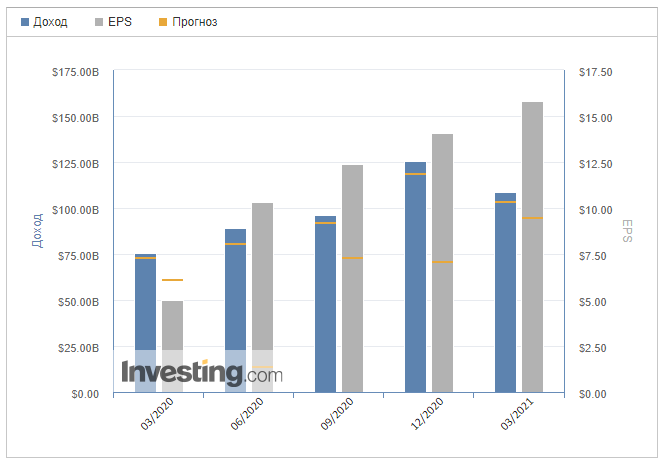 Доход EPS Прогноз
$175.00B $17.50
$150.00B $15.00
$125.00B $12.50
$100.00B $10.00
Доход EPS
$75.00B $7.50
$50.00B $5.00
$25.00B $2.50
Investing.com
$0.00 $0.00
03/2020 06/2020 09/2020 12/2020 03/2021